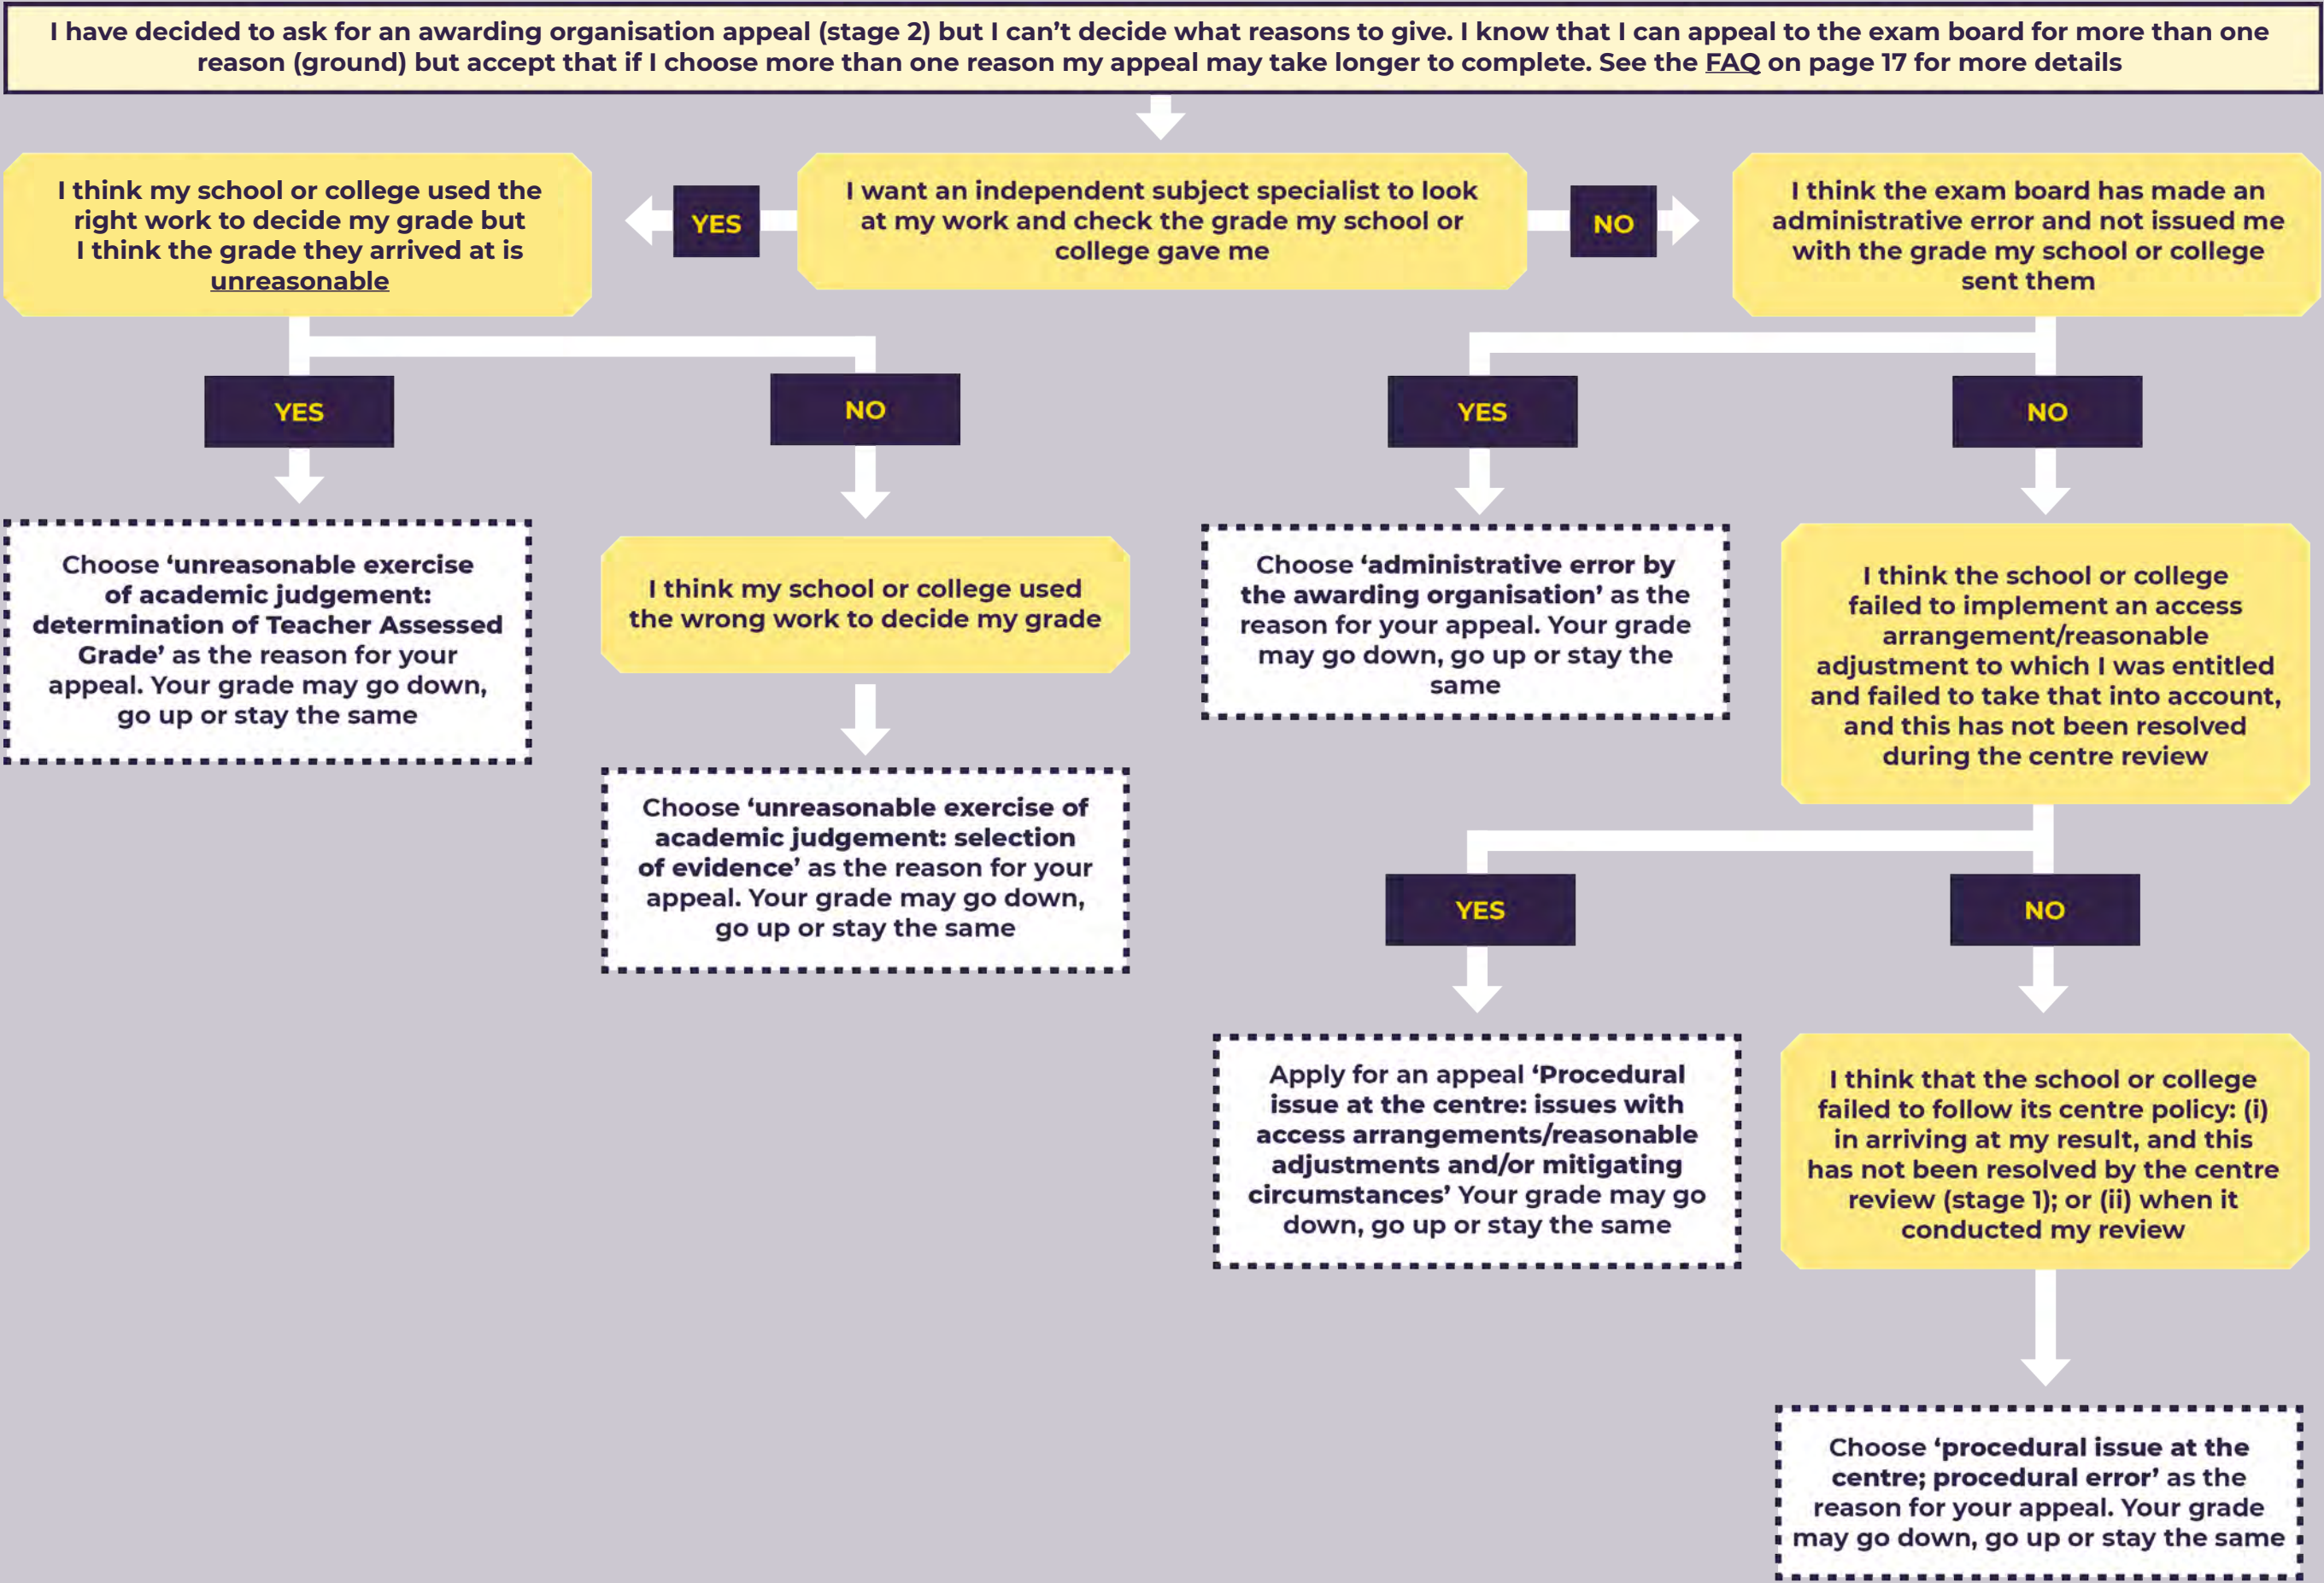 I have decided to ask for an awarding organisation appeal (stage 2) but I can’t decide what reasons to give. I know that I can appeal to the exam board for more than one
reason (ground) but accept that if I choose more than one reason my appeal may take longer to complete. See the FAQ on page 17 for more details
I think my school or college used the
right work to decide my grade but
I think the grade they arrived at is
unreasonable
YES
I want an independent subject specialist to look
at my work and check the grade my school or
college gave me
NO
I think the exam board has made an
administrative error and not issued me
with the grade my school or college
sent them
YES
NO
YES
NO
Choose ‘unreasonable exercise
of academic judgement:
determination of Teacher Assessed
Grade’ as the reason for your
appeal. Your grade may go down,
go up or stay the same
I think my school or college used
the wrong work to decide my grade
Choose ‘administrative error by
the awarding organisation’ as the
reason for your appeal. Your grade
may go down, go up or stay the
same
I think the school or college
failed to implement an access
arrangement/reasonable
adjustment to which I was entitled
and failed to take that into account,
and this has not been resolved
during the centre review
Choose ‘unreasonable exercise of
academic judgement: selection
of evidence’ as the reason for your
appeal. Your grade may go down,
go up or stay the same
YES
NO
Apply for an appeal ‘Procedural
issue at the centre: issues with
access arrangements/reasonable
adjustments and/or mitigating
circumstances’ Your grade may go
down, go up or stay the same
I think that the school or college
failed to follow its centre policy: (i)
in arriving at my result, and this
has not been resolved by the centre
review (stage 1); or (ii) when it
conducted my review
Choose ‘procedural issue at the
centre; procedural error’ as the
reason for your appeal. Your grade
may go down, go up or stay the same